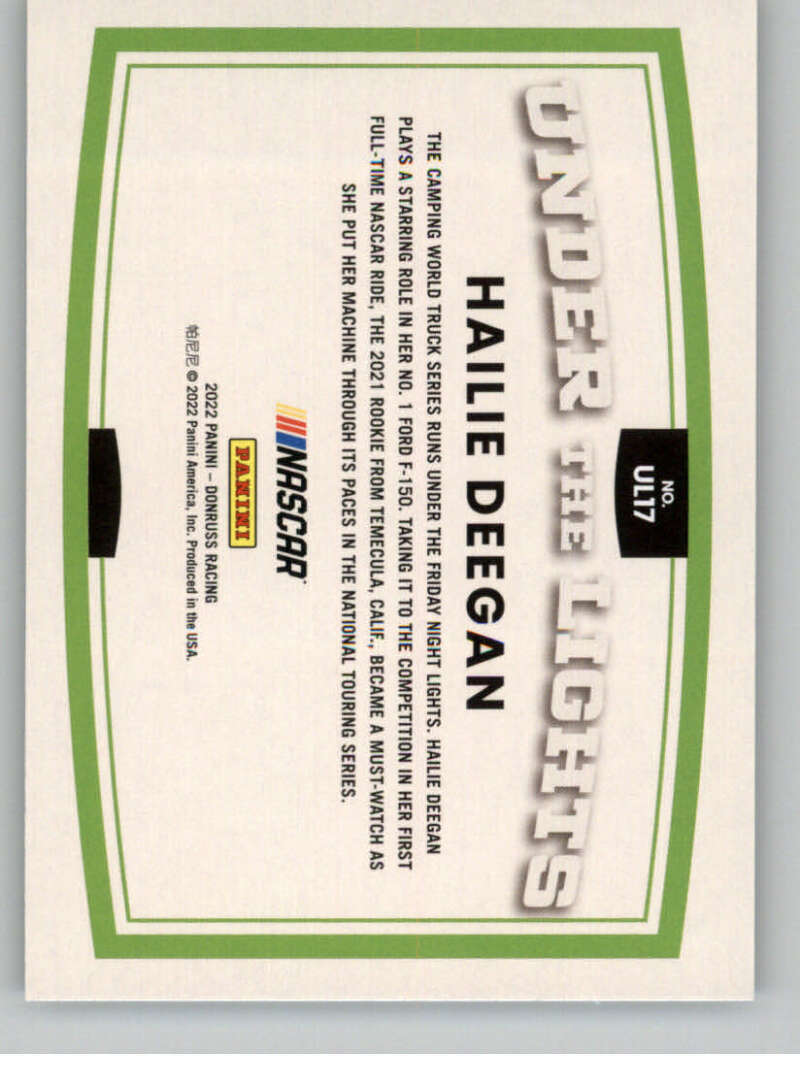 NO.
UL17
UNDER THE LIGHTS
HAILIE DEEGAN
THE CAMPING WORLD TRUCK SERIES RUNS UNDER THE FRIDAY NIGHT LIGHTS. HAILIE DEEGAN
PLAYS A STARRING ROLE IN HER NO. 1 FORD F-150. TAKING IT TO THE COMPETITION IN HER FIRST
FULL-TIME NASCAR RIDE, THE 2021 ROOKIE FROM TEMECULA, CALIF., BECAME A MUST-WATCH AS
SHE PUT HER MACHINE THROUGH ITS PACES IN THE NATIONAL TOURING SERIES.
NASCAR
PANINI
2022 PANINI – DONRUSS RACING
帕尼尼 © 2022 Panini America, Inc. Produced in the USA.